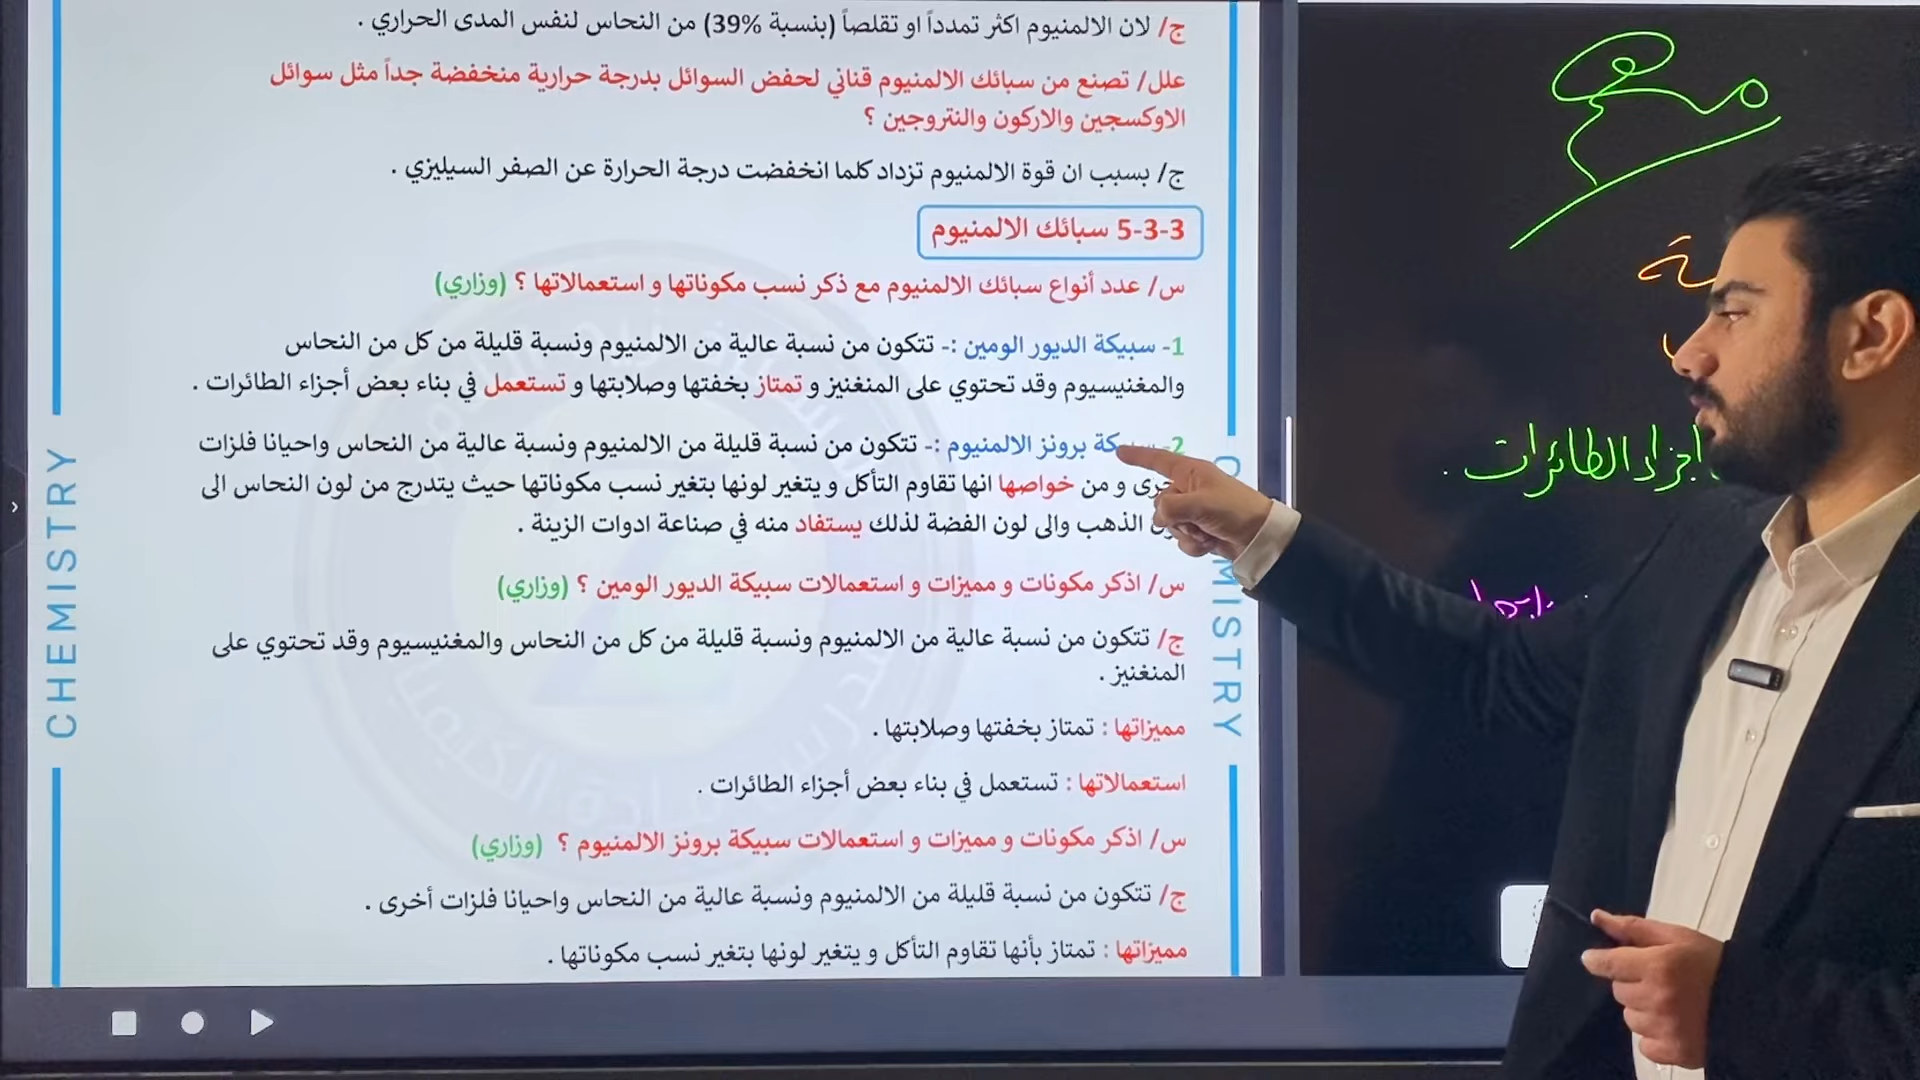 ج/ لان الالمنيوم اكثر تمدداً او تقلصاً (بنسبة 39%) من النحاس لنفس المدى الحراري .
علل/ تصنع من سبائك الالمنيوم قناني لحفض السوائل بدرجة حرارية منخفضة جداً مثل سوائل
الاوكسجين والاركون والنتروجين ؟
ج/ بسبب ان قوة الالمنيوم تزداد كلما انخفضت درجة الحرارة عن الصفر السيليزي .
5-3-3 سبائك الالمنيوم
س/ عدد أنواع سبائك الالمنيوم مع ذكر نسب مكوناتها و استعمالاتها ؟ (وزاري)
1- سبيكة الديور الومين :- تتكون من نسبة عالية من الالمنيوم ونسبة قليلة من كل من النحاس
والمغنيسيوم وقد تحتوي على المنغنيز و تمتاز بخفتها وصلابتها و تستعمل في بناء بعض أجزاء الطائرات .
2- برونز الالمنيوم :- تتكون من نسبة قليلة من الالمنيوم ونسبة عالية من النحاس واحيانا فلزات
و من خواصها انها تقاوم التأكل و يتغير لونها بتغير نسب مكوناتها حيث يتدرج من لون النحاس الى
الذهب والى لون الفضة لذلك يستفاد منه في صناعة ادوات الزينة .
س/ اذكر مكونات و مميزات و استعمالات سبيكة الديور الومين ؟ (وزاري)
ج/ تتكون من نسبة عالية من الالمنيوم ونسبة قليلة من كل من النحاس والمغنيسيوم وقد تحتوي على
المنغنيز .
مميزاتها : تمتاز بخفتها وصلابتها .
استعمالاتها : تستعمل في بناء بعض أجزاء الطائرات .
س/ اذكر مكونات و مميزات و استعمالات سبيكة برونز الالمنيوم ؟ (وزاري)
ج/ تتكون من نسبة قليلة من الالمنيوم ونسبة عالية من النحاس واحيانا فلزات أخرى .
مميزاتها : تمتاز بأنها تقاوم التأكل و يتغير لونها بتغير نسب مكوناتها .
CHEMISTRY
اجزاء الطائرات .